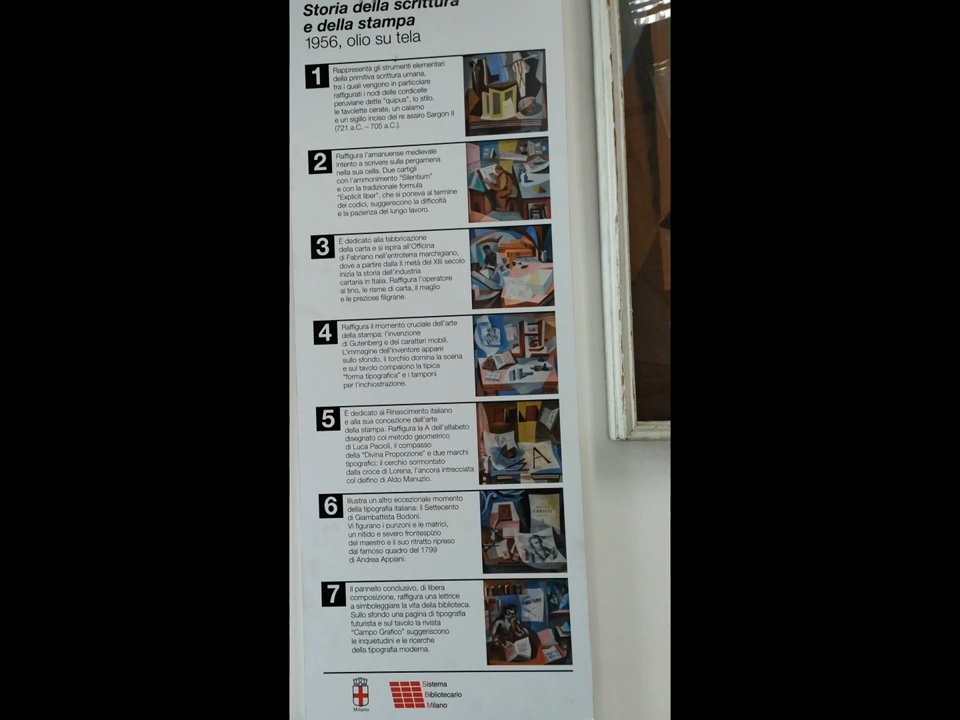 Storia della scrittura
e della stampa
1956, olio su tela
1
Rappresenta gli strumenti elementari
della primitiva scrittura umana,
tra i quali vengono in particolare
raffigurati i nodi delle cordicelle
peruviane dette "quipus", lo stilo,
le tavolette cerate, un calamo
e un sigillo inciso del re assiro Sargon II
(721 a.C. – 705 a.C.).
2
Raffigura l'amanuense medievale
intento a scrivere sulla pergamena
nella sua cella. Due cartigli
con l'ammonimento "Silentium"
e con la tradizionale formula
"Explicit liber", che si poneva al termine
dei codici, suggeriscono la difficoltà
e la pazienza del lungo lavoro.
3
È dedicato alla fabbricazione
della carta e si ispira all'Officina
di Fabriano nell'entroterra marchigiano,
dove a partire dalla II metà del XIII secolo
inizia la storia dell'industria
cartaria in Italia. Raffigura l'operatore
al tino, le risme di carta, il maglio
e le preziose filigrane.
4
Raffigura il momento cruciale dell'arte
della stampa: l'invenzione
di Gutenberg e dei caratteri mobili.
L'immagine dell'inventore appare
sullo sfondo, il torchio domina la scena
e sul tavolo compaiono la tipica
"forma tipografica" e i tamponi
per l'inchiostrazione.
5
È dedicato al Rinascimento italiano
e alla sua concezione dell'arte
della stampa. Raffigura la A dell'alfabeto
disegnato col metodo geometrico
di Luca Pacioli, il compasso
della "Divina Proporzione" e due marchi
tipografici: il cerchio sormontato
dalla croce di Lorena, l'ancora intrecciata
col delfino di Aldo Manuzio.
6
Illustra un altro eccezionale momento
della tipografia italiana: il Settecento
di Giambattista Bodoni.
Vi figurano i punzoni e le matrici,
un nitido e severo frontespizio
del maestro e il suo ritratto ripreso
dal famoso quadro del 1799
di Andrea Appiani.
7
Il pannello conclusivo, di libera
composizione, raffigura una lettrice
a simboleggiare la vita della biblioteca.
Sullo sfondo una pagina di tipografia
futurista e sul tavolo la rivista
"Campo Grafico" suggeriscono
le inquietudini e le ricerche
della tipografia moderna.
Milano
Sistema
Bibliotecario
Milano